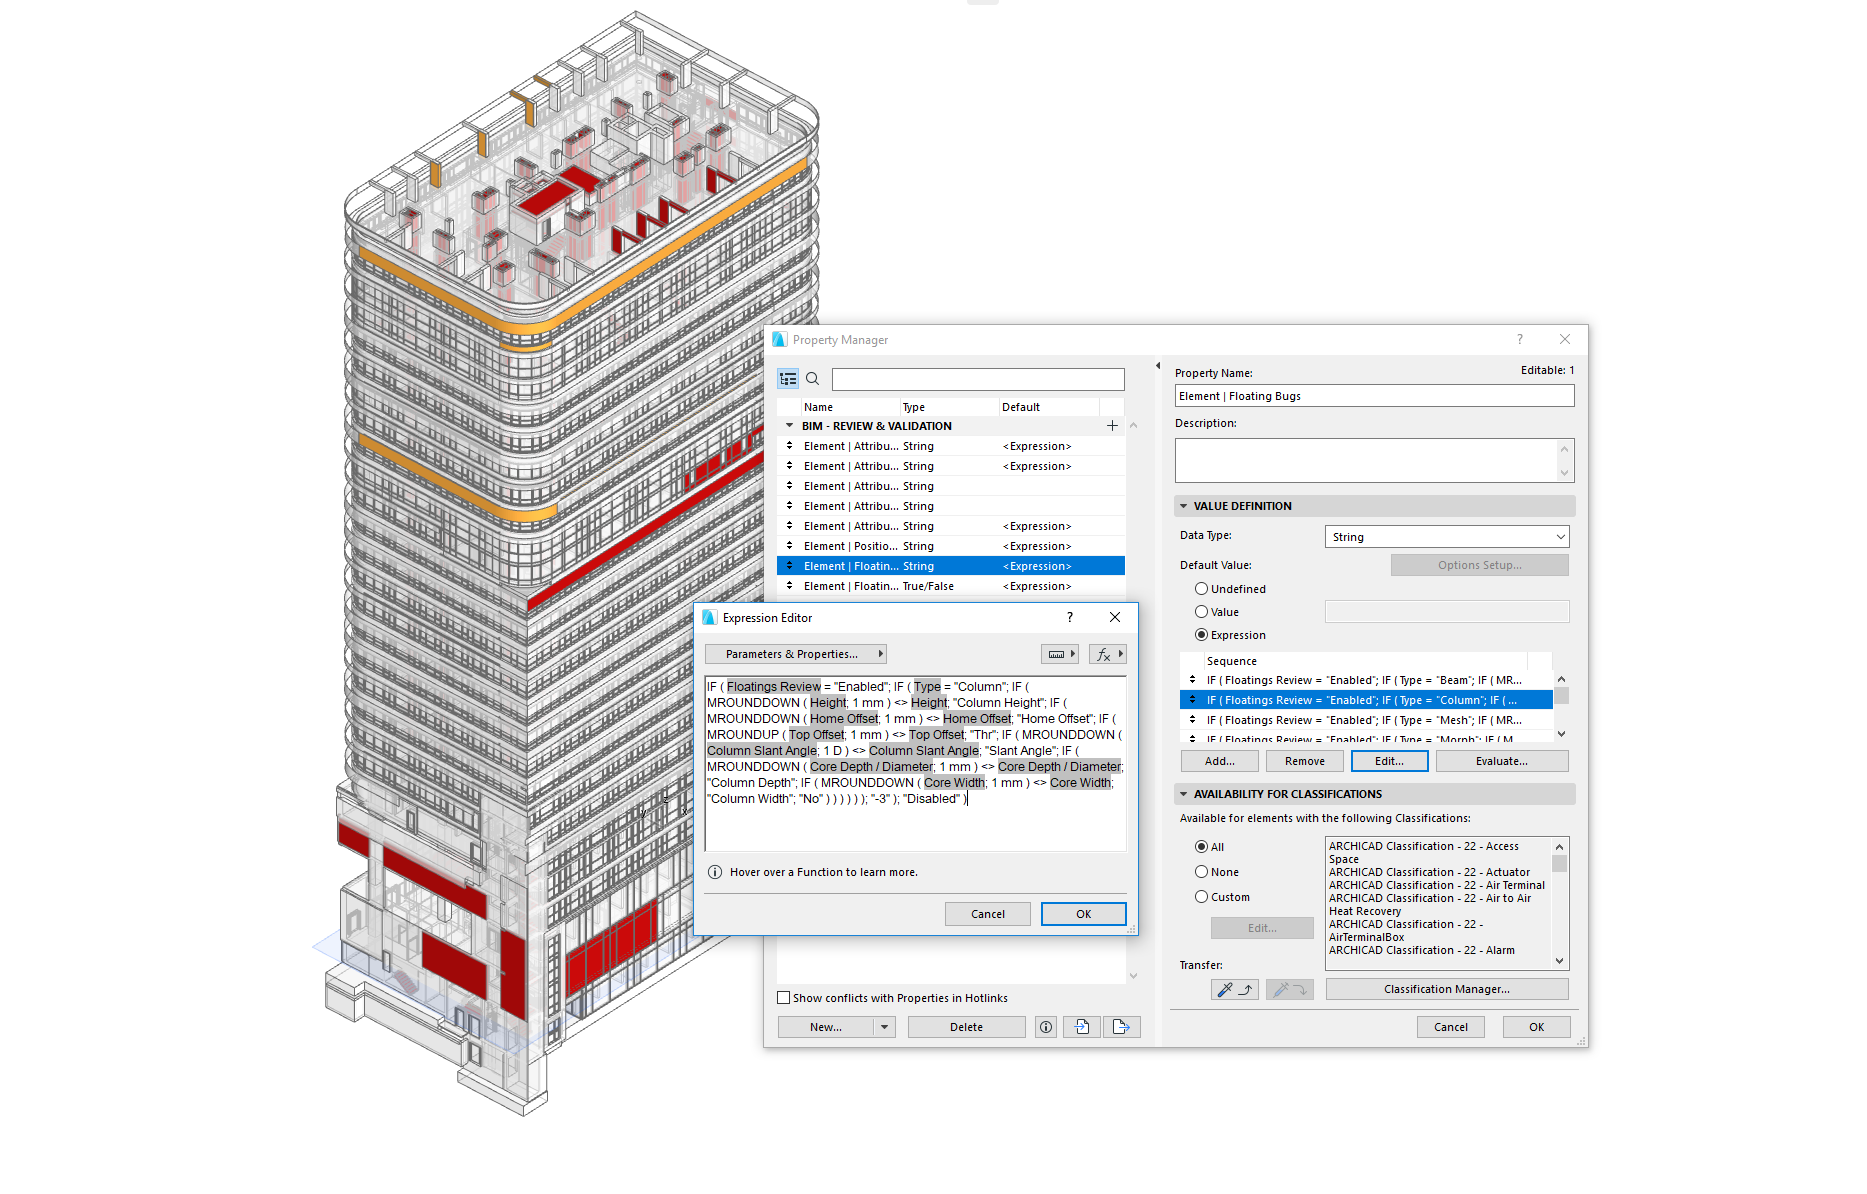 Property Manager
?
Name Type Default
BIM - REVIEW & VALIDATION
Element | Attribu... String <Expression>
Element | Attribu... String <Expression>
Element | Attribu... String
Element | Attribu... String
Element | Attribu... String <Expression>
Element | Positio... String <Expression>
Element | Floatin... String <Expression>
Element | Floatin... True/False <Expression>
Expression Editor
?
Parameters & Properties...
fx
IF ( Floatings Review = "Enabled"; IF ( Type = "Column"; IF (
MROUNDDOWN ( Height; 1 mm ) <> Height; "Column Height"; IF (
MROUNDDOWN ( Home Offset; 1 mm ) <> Home Offset; "Home Offset"; IF (
MROUNDUP ( Top Offset; 1 mm ) <> Top Offset; "Thr"; IF ( MROUNDDOWN (
Column Slant Angle; 1 D ) <> Column Slant Angle; "Slant Angle"; IF (
MROUNDDOWN ( Core Depth / Diameter; 1 mm ) <> Core Depth / Diameter;
"Column Depth"; IF ( MROUNDDOWN ( Core Width; 1 mm ) <> Core Width;
"Column Width"; "No" ) ) ) ) ) ); "-3" ); "Disabled" )
Hover over a Function to learn more.
Cancel OK
Show conflicts with Properties in Hotlinks
New... Delete
Property Name: Editable: 1
Element | Floating Bugs
Description:
VALUE DEFINITION
Data Type: String
Default Value: Options Setup...
Undefined
Value
Expression
Sequence
IF ( Floatings Review = "Enabled"; IF ( Type = "Beam"; IF ( MR...
IF ( Floatings Review = "Enabled"; IF ( Type = "Column"; IF ( ...
IF ( Floatings Review = "Enabled"; IF ( Type = "Mesh"; IF ( MR...
IF ( Floatings Review = "Enabled"; IF ( Type = "Morph"; IF ( M...
Add... Remove Edit... Evaluate...
AVAILABILITY FOR CLASSIFICATIONS
Available for elements with the following Classifications:
All
None
Custom
Edit...
ARCHICAD Classification - 22 - Access
Space
ARCHICAD Classification - 22 - Actuator
ARCHICAD Classification - 22 - Air Terminal
ARCHICAD Classification - 22 - Air to Air
Heat Recovery
ARCHICAD Classification - 22 -
AirTerminalBox
ARCHICAD Classification - 22 - Alarm
Transfer:
Classification Manager...
Cancel OK